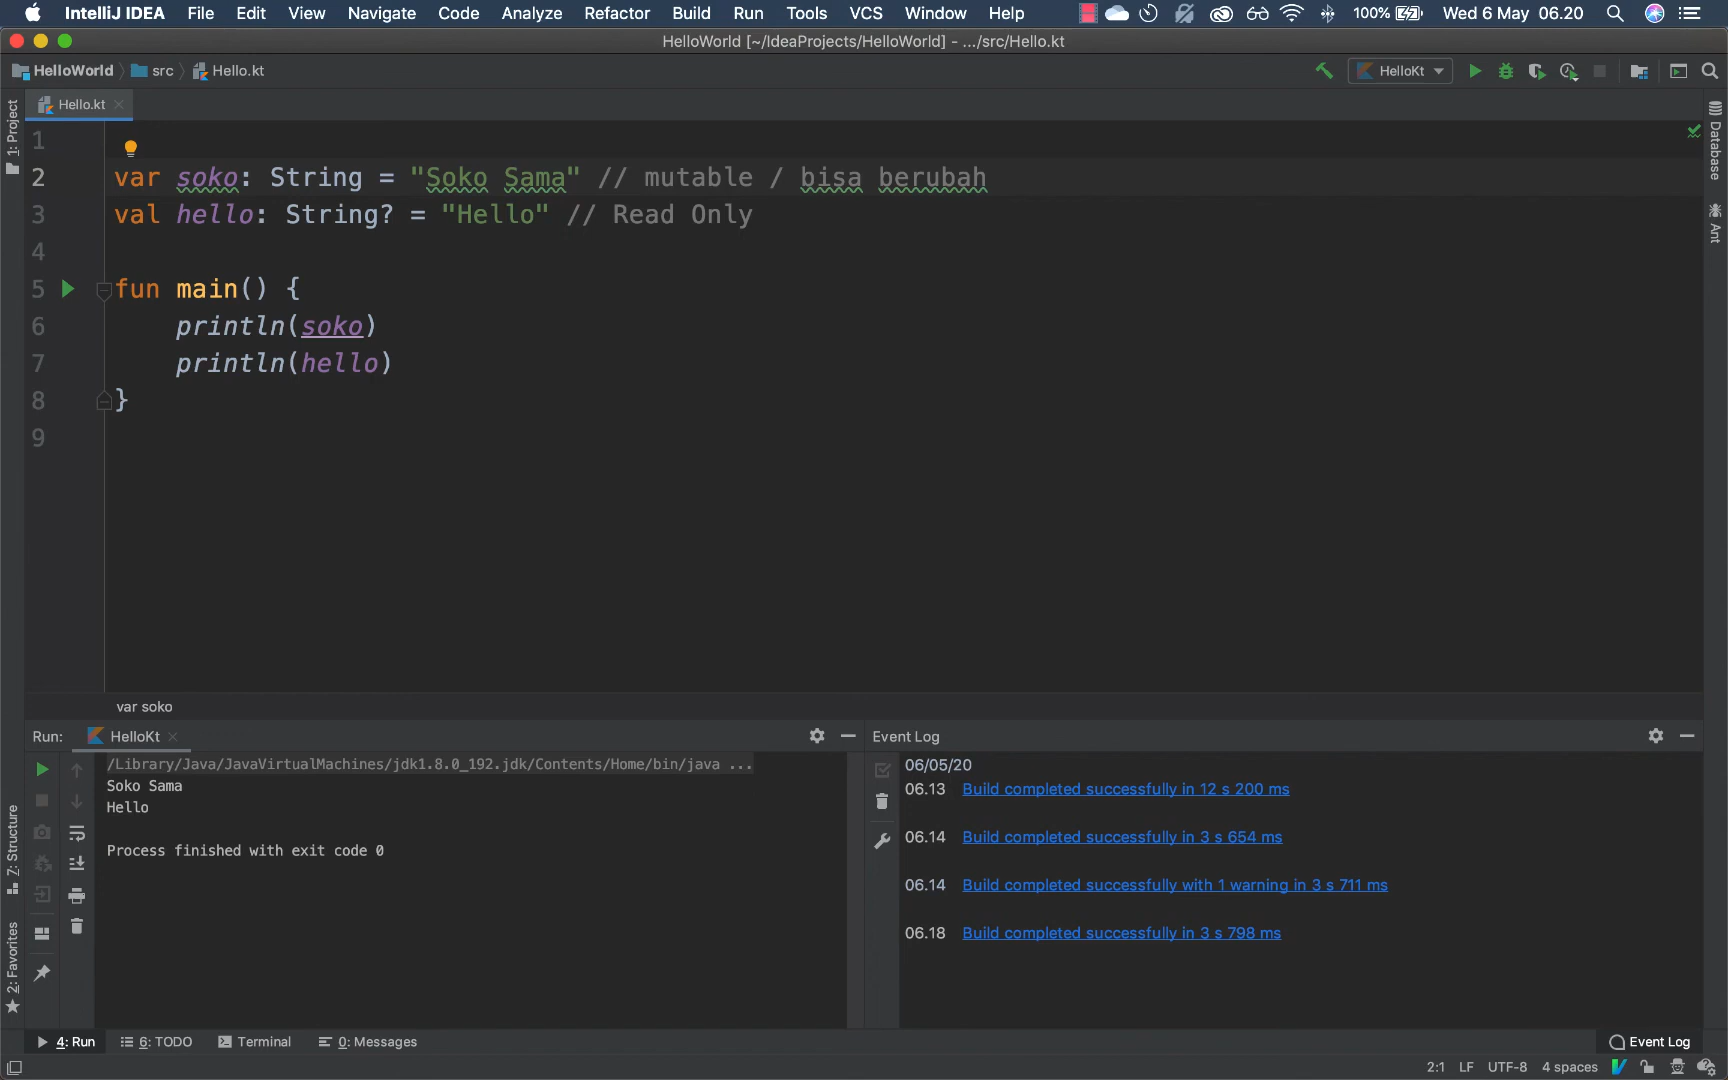 IntelliJ IDEA File Edit View Navigate Code Analyze Refactor Build Run Tools VCS Window Help 100% Wed 6 May 06.20
HelloWorld [~/IdeaProjects/HelloWorld] - .../src/Hello.kt
HelloWorld src Hello.kt HelloKt
Hello.kt
1: Project
Database
Ant
1
2 var soko: String = "Soko Sama" // mutable / bisa berubah
3 val hello: String? = "Hello" // Read Only
4
5 fun main() {
6 println(soko)
7 println(hello)
8 }
9
var soko
Run: HelloKt
/Library/Java/JavaVirtualMachines/jdk1.8.0_192.jdk/Contents/Home/bin/java ...
Soko Sama
Hello
Process finished with exit code 0
Event Log
06/05/20
06.13 Build completed successfully in 12 s 200 ms
06.14 Build completed successfully in 3 s 654 ms
06.14 Build completed successfully with 1 warning in 3 s 711 ms
06.18 Build completed successfully in 3 s 798 ms
7: Structure
2: Favorites
4: Run 6: TODO Terminal 0: Messages Event Log
2:1 LF UTF-8 4 spaces